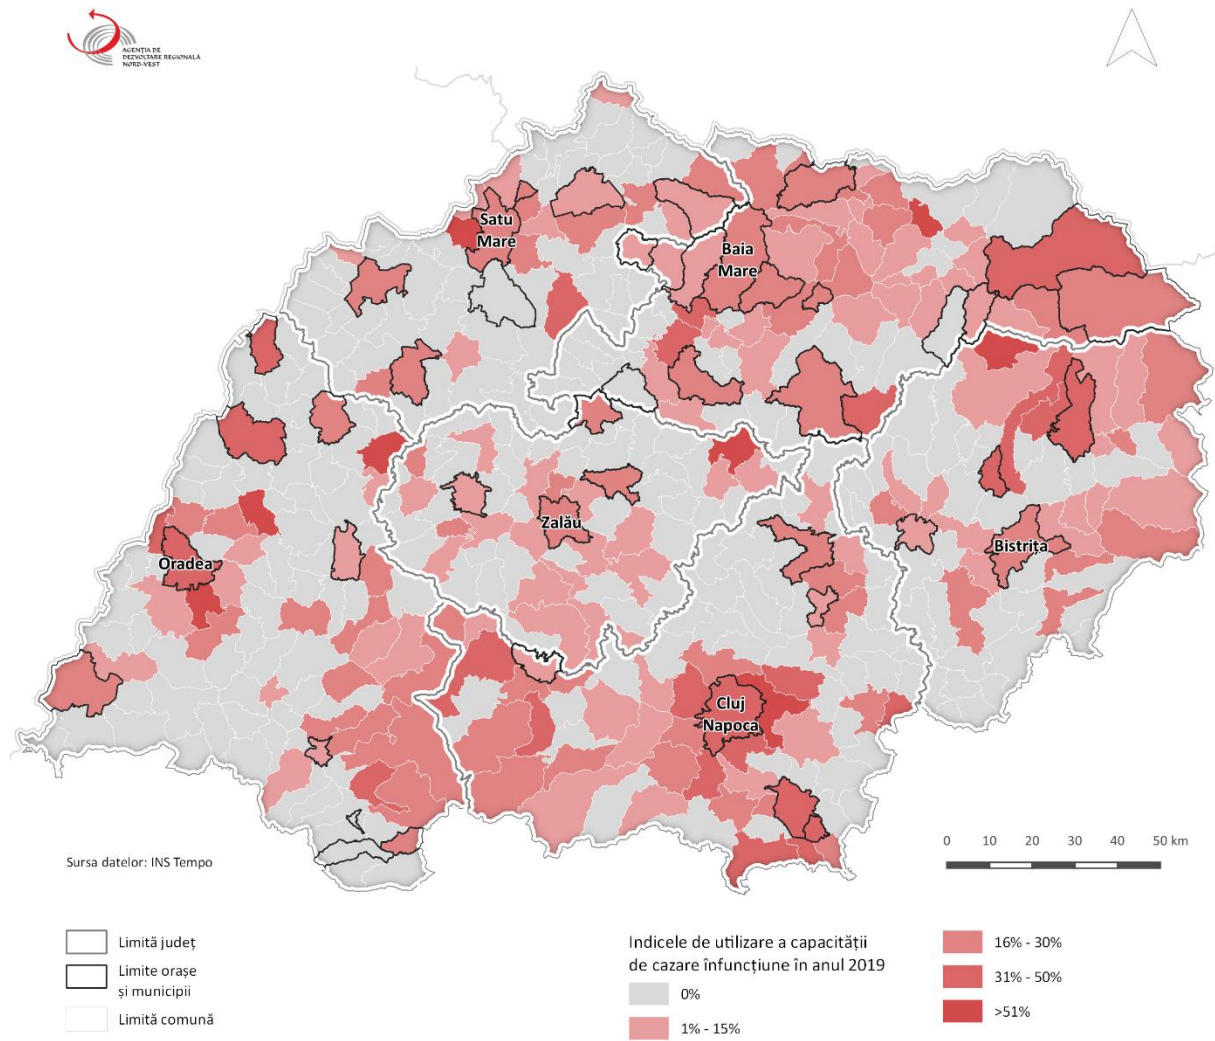 AGENȚIA DE
DEZVOLTARE REGIONALĂ
NORD-VEST
Satu
Mare
Baia
Mare
Zalău
Oradea
Bistrița
Cluj
Napoca
Sursa datelor: INS Tempo
0 10 20 30 40 50 km
Limită județ
Limite orașe
și municipii
Limită comună
Indicele de utilizare a capacității
de cazare înfuncțiune în anul 2019
0%
1% - 15%
16% - 30%
31% - 50%
>51%